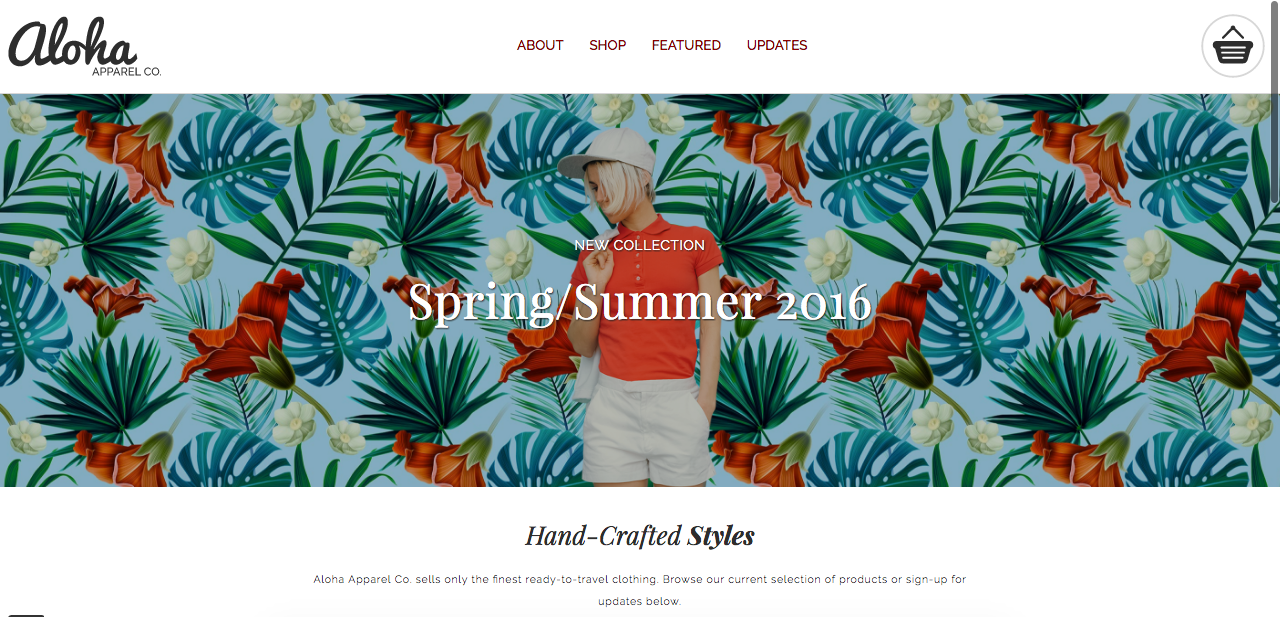 Aloha
APPAREL CO.
ABOUT SHOP FEATURED UPDATES
NEW COLLECTION
Spring/Summer 2016
Hand-Crafted Styles
Aloha Apparel Co. sells only the finest ready-to-travel clothing. Browse our current selection of products or sign-up for
updates below.